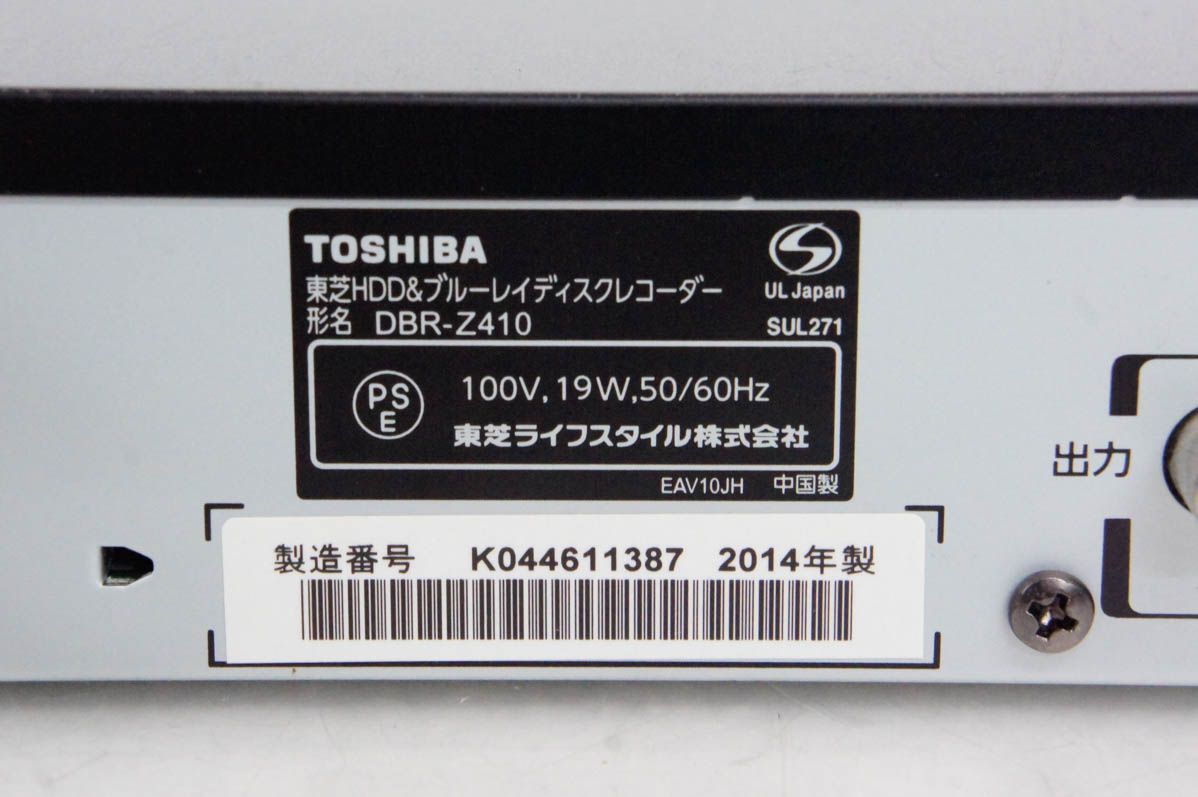 TOSHIBA
東芝HDD&ブルーレイディスクレコーダー
形名 DBR-Z410
UL Japan
SUL271
PS
E
100V,19W,50/60Hz
東芝ライフスタイル株式会社
EAV10JH 中国製
製造番号 K044611387 2014年製
出力